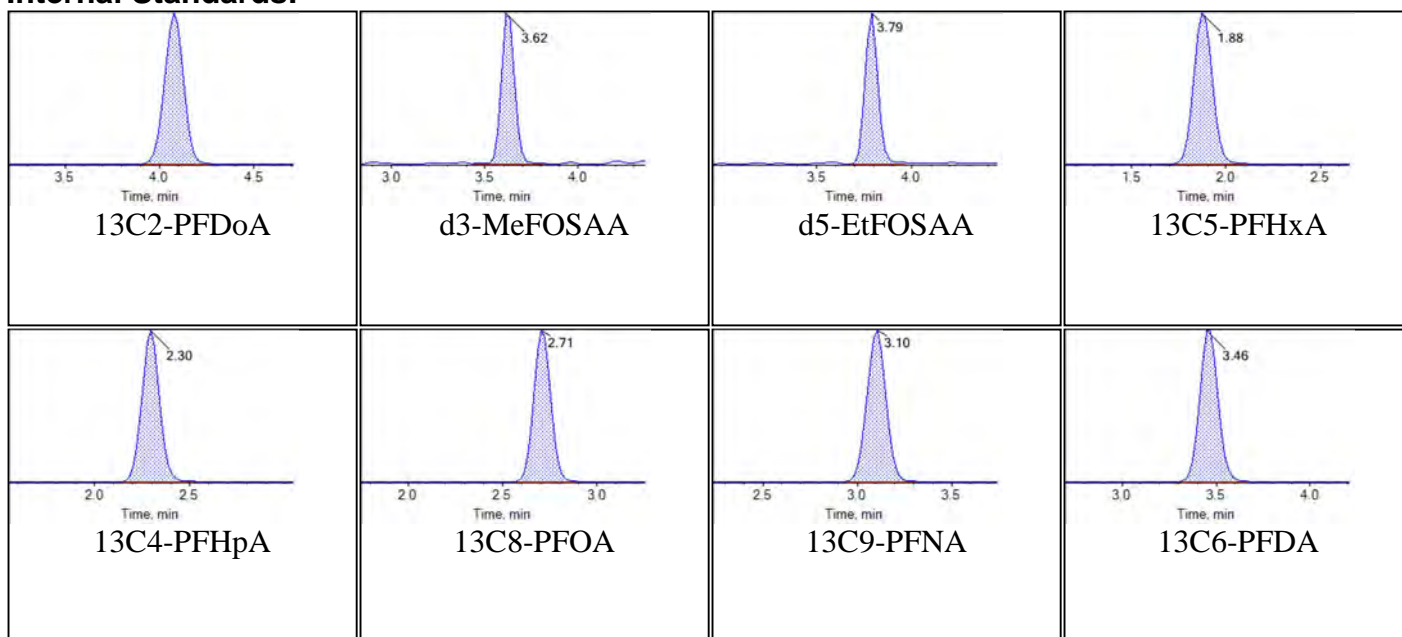 Internal Standards:
3.62
3.79
1.88
3.5 4.0 4.5
3.0 3.5 4.0
3.5 4.0
1.5 2.0 2.5
Time, min
Time, min
Time, min
Time, min
13C2-PFDoA
d3-MeFOSAA
d5-EtFOSAA
13C5-PFHxA
2.30
2.71
3.10
3.46
2.0 2.5
2.0 2.5 3.0
2.5 3.0 3.5
3.0 3.5 4.0
Time, min
Time, min
Time, min
Time, min
13C4-PFHpA
13C8-PFOA
13C9-PFNA
13C6-PFDA